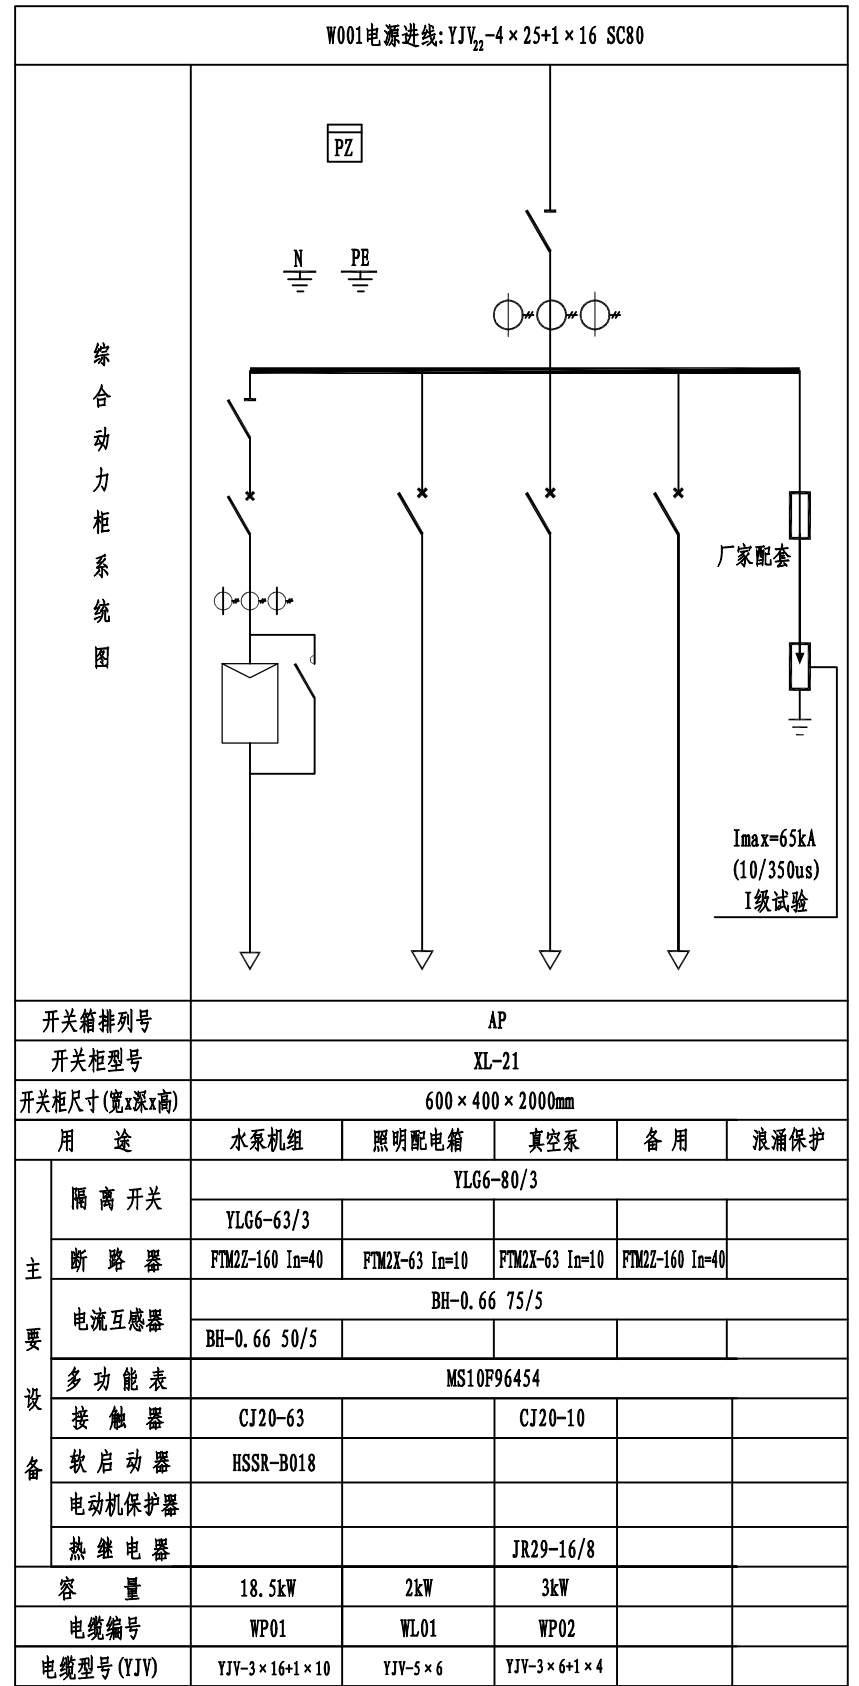 W001电源进线:YJV22-4×25+1×16 SC80
PZ
N PE
综合动力柜系统图
厂家配套
Imax=65kA
(10/350us)
I级试验
开关箱排列号 AP
开关柜型号 XL-21
开关柜尺寸(宽x深x高) 600×400×2000mm
用 途 水泵机组 照明配电箱 真空泵 备用 浪涌保护
主要设备
隔离开关 YLG6-80/3
YLG6-63/3
断路器 FTM2Z-160 In=40 FTM2X-63 In=10 FTM2X-63 In=10 FTM2Z-160 In=40
电流互感器 BH-0.66 75/5
BH-0.66 50/5
多功能表 MS10F96454
接触器 CJ20-63 CJ20-10
软启动器 HSSR-B018
电动机保护器
热继电器 JR29-16/8
容 量 18.5kW 2kW 3kW
电缆编号 WP01 WL01 WP02
电缆型号(YJV) YJV-3×16+1×10 YJV-5×6 YJV-3×6+1×4